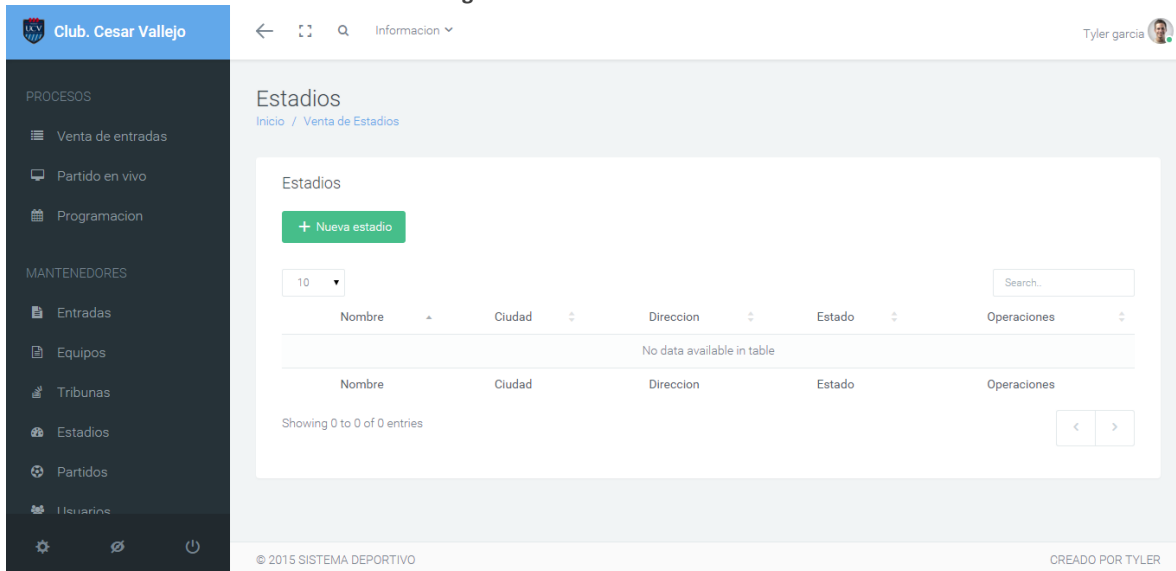 UCV
Club. Cesar Vallejo
Informacion
Tyler garcia
PROCESOS
Venta de entradas
Partido en vivo
Programacion
MANTENEDORES
Entradas
Equipos
Tribunas
Estadios
Partidos
Usuarios
Estadios
Inicio / Venta de Estadios
Estadios
+ Nueva estadio
10
Search..
Nombre Ciudad Direccion Estado Operaciones
No data available in table
Nombre Ciudad Direccion Estado Operaciones
Showing 0 to 0 of 0 entries
© 2015 SISTEMA DEPORTIVO
CREADO POR TYLER